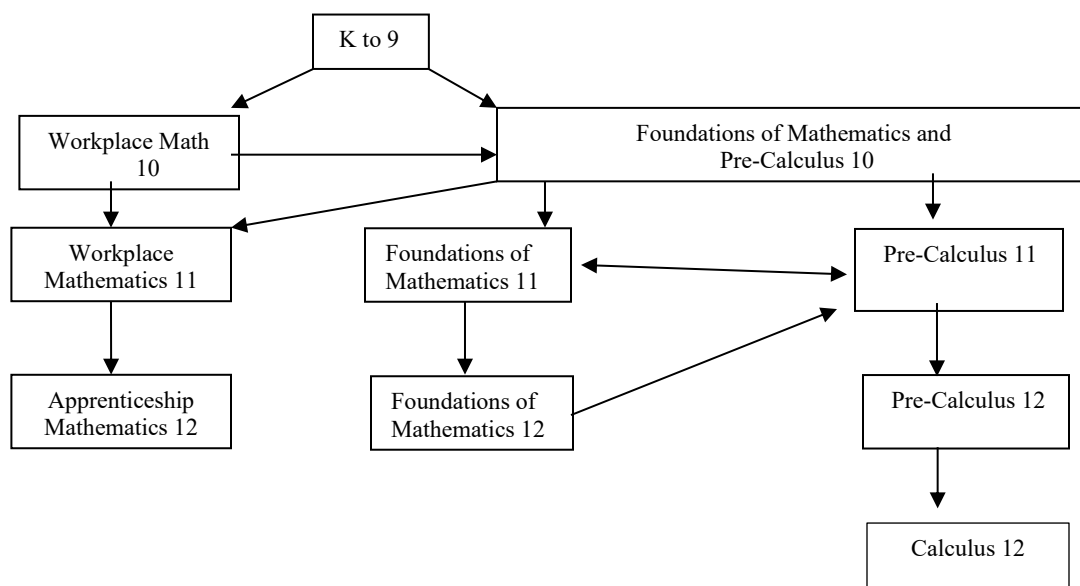 K to 9
Workplace Math
10
Foundations of Mathematics and
Pre-Calculus 10
Workplace
Mathematics 11
Foundations of
Mathematics 11
Pre-Calculus 11
Apprenticeship
Mathematics 12
Foundations of
Mathematics 12
Pre-Calculus 12
Calculus 12